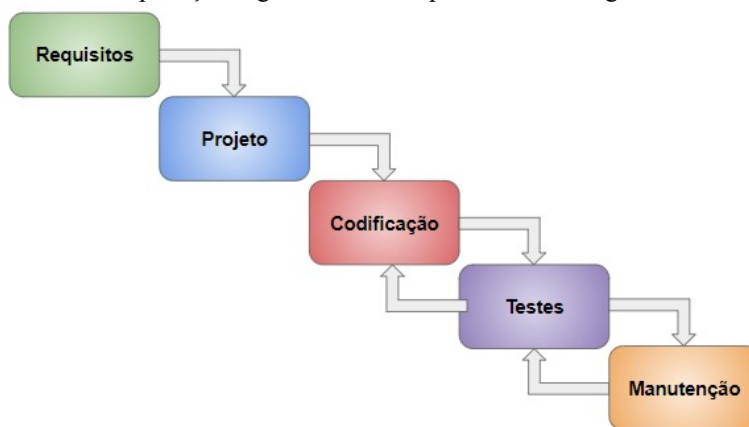 Requisitos
Projeto
Codificação
Testes
Manutenção